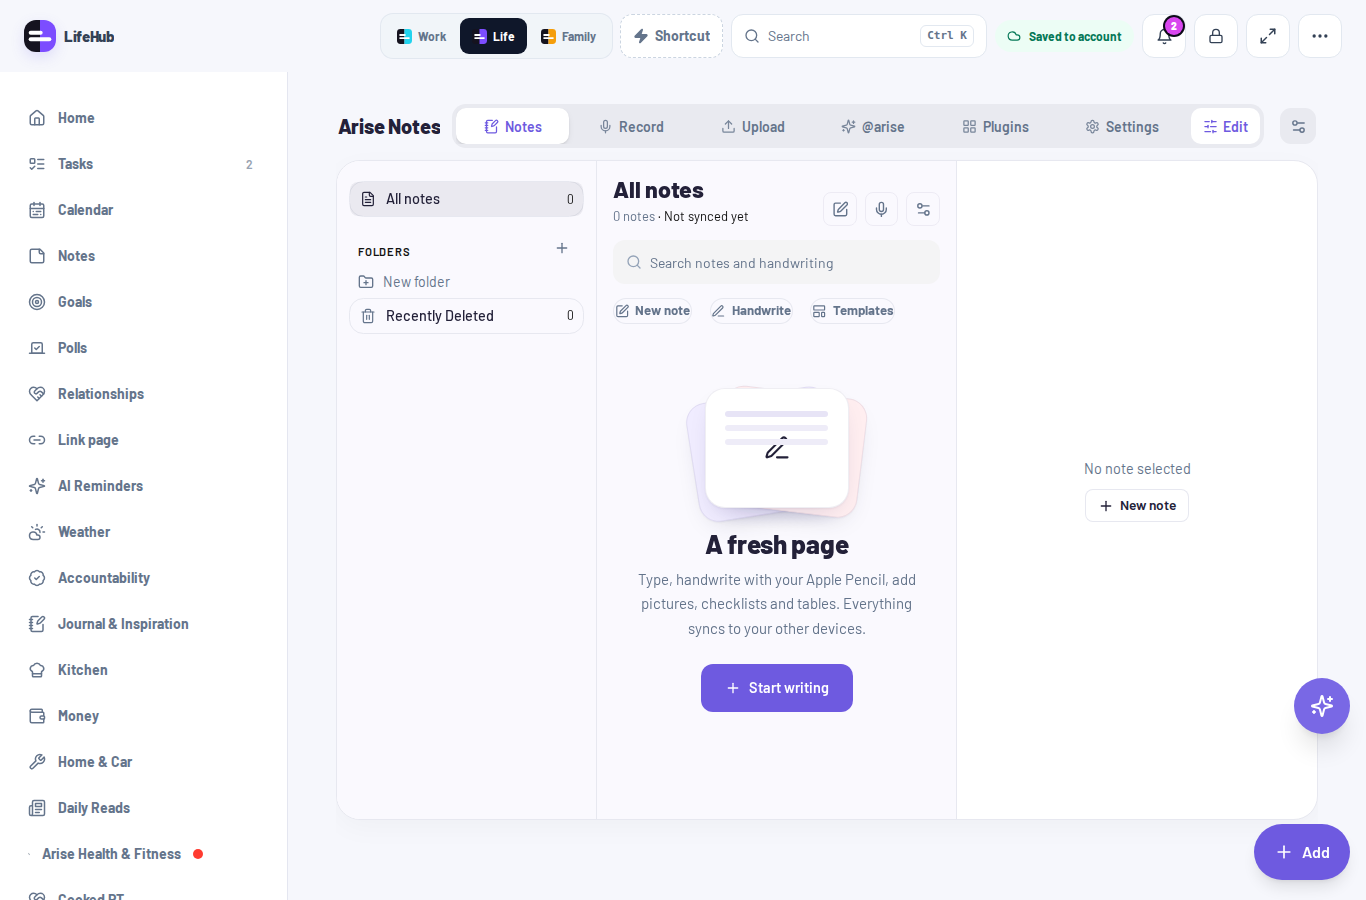 LifeHub
Work
Life
Family
Shortcut
Search
Ctrl K
Saved to account
2
Home
Tasks 2
Calendar
Notes
Goals
Polls
Relationships
Link page
AI Reminders
Weather
Accountability
Journal & Inspiration
Kitchen
Money
Home & Car
Daily Reads
Arise Health & Fitness
Arise Notes
Notes
Record
Upload
@arise
Plugins
Settings
Edit
All notes 0
FOLDERS
New folder
Recently Deleted 0
All notes
0 notes · Not synced yet
Search notes and handwriting
New note
Handwrite
Templates
A fresh page
Type, handwrite with your Apple Pencil, add
pictures, checklists and tables. Everything
syncs to your other devices.
Start writing
No note selected
New note
Add